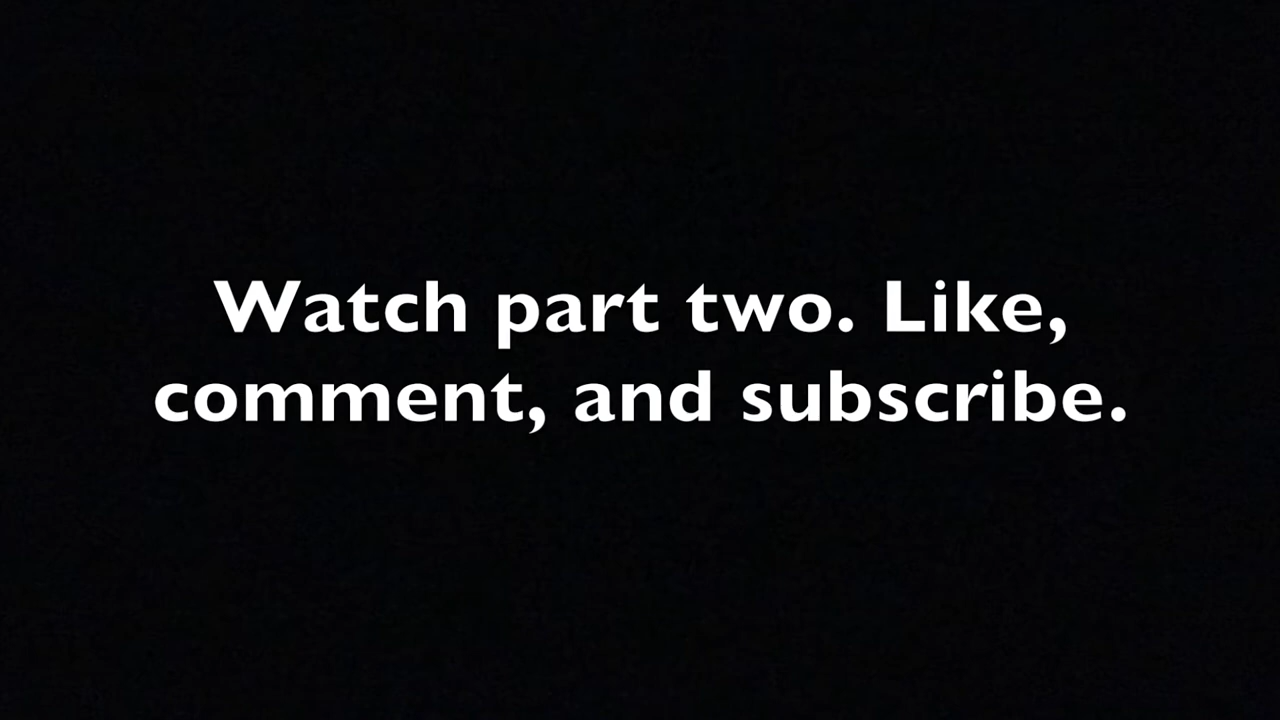 Watch part two. Like,
comment, and subscribe.